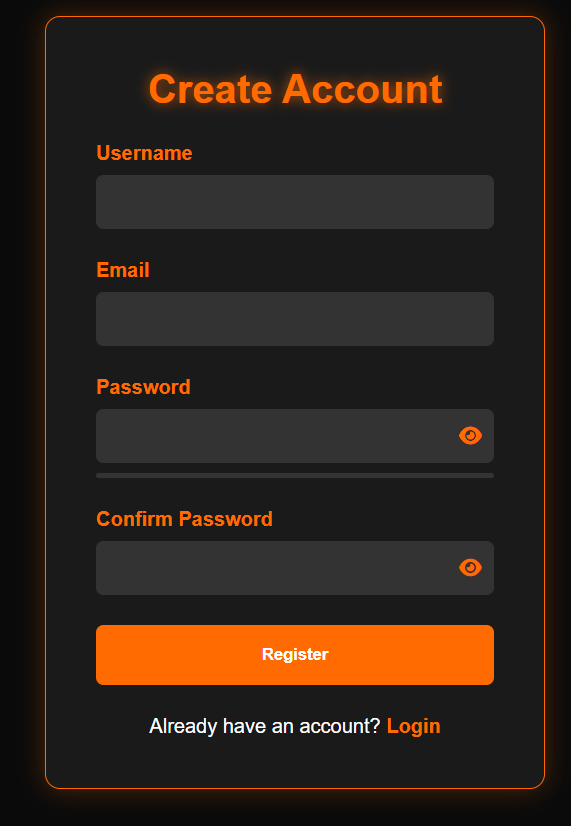 Create Account
Username
Email
Password
Confirm Password
Register
Already have an account? Login